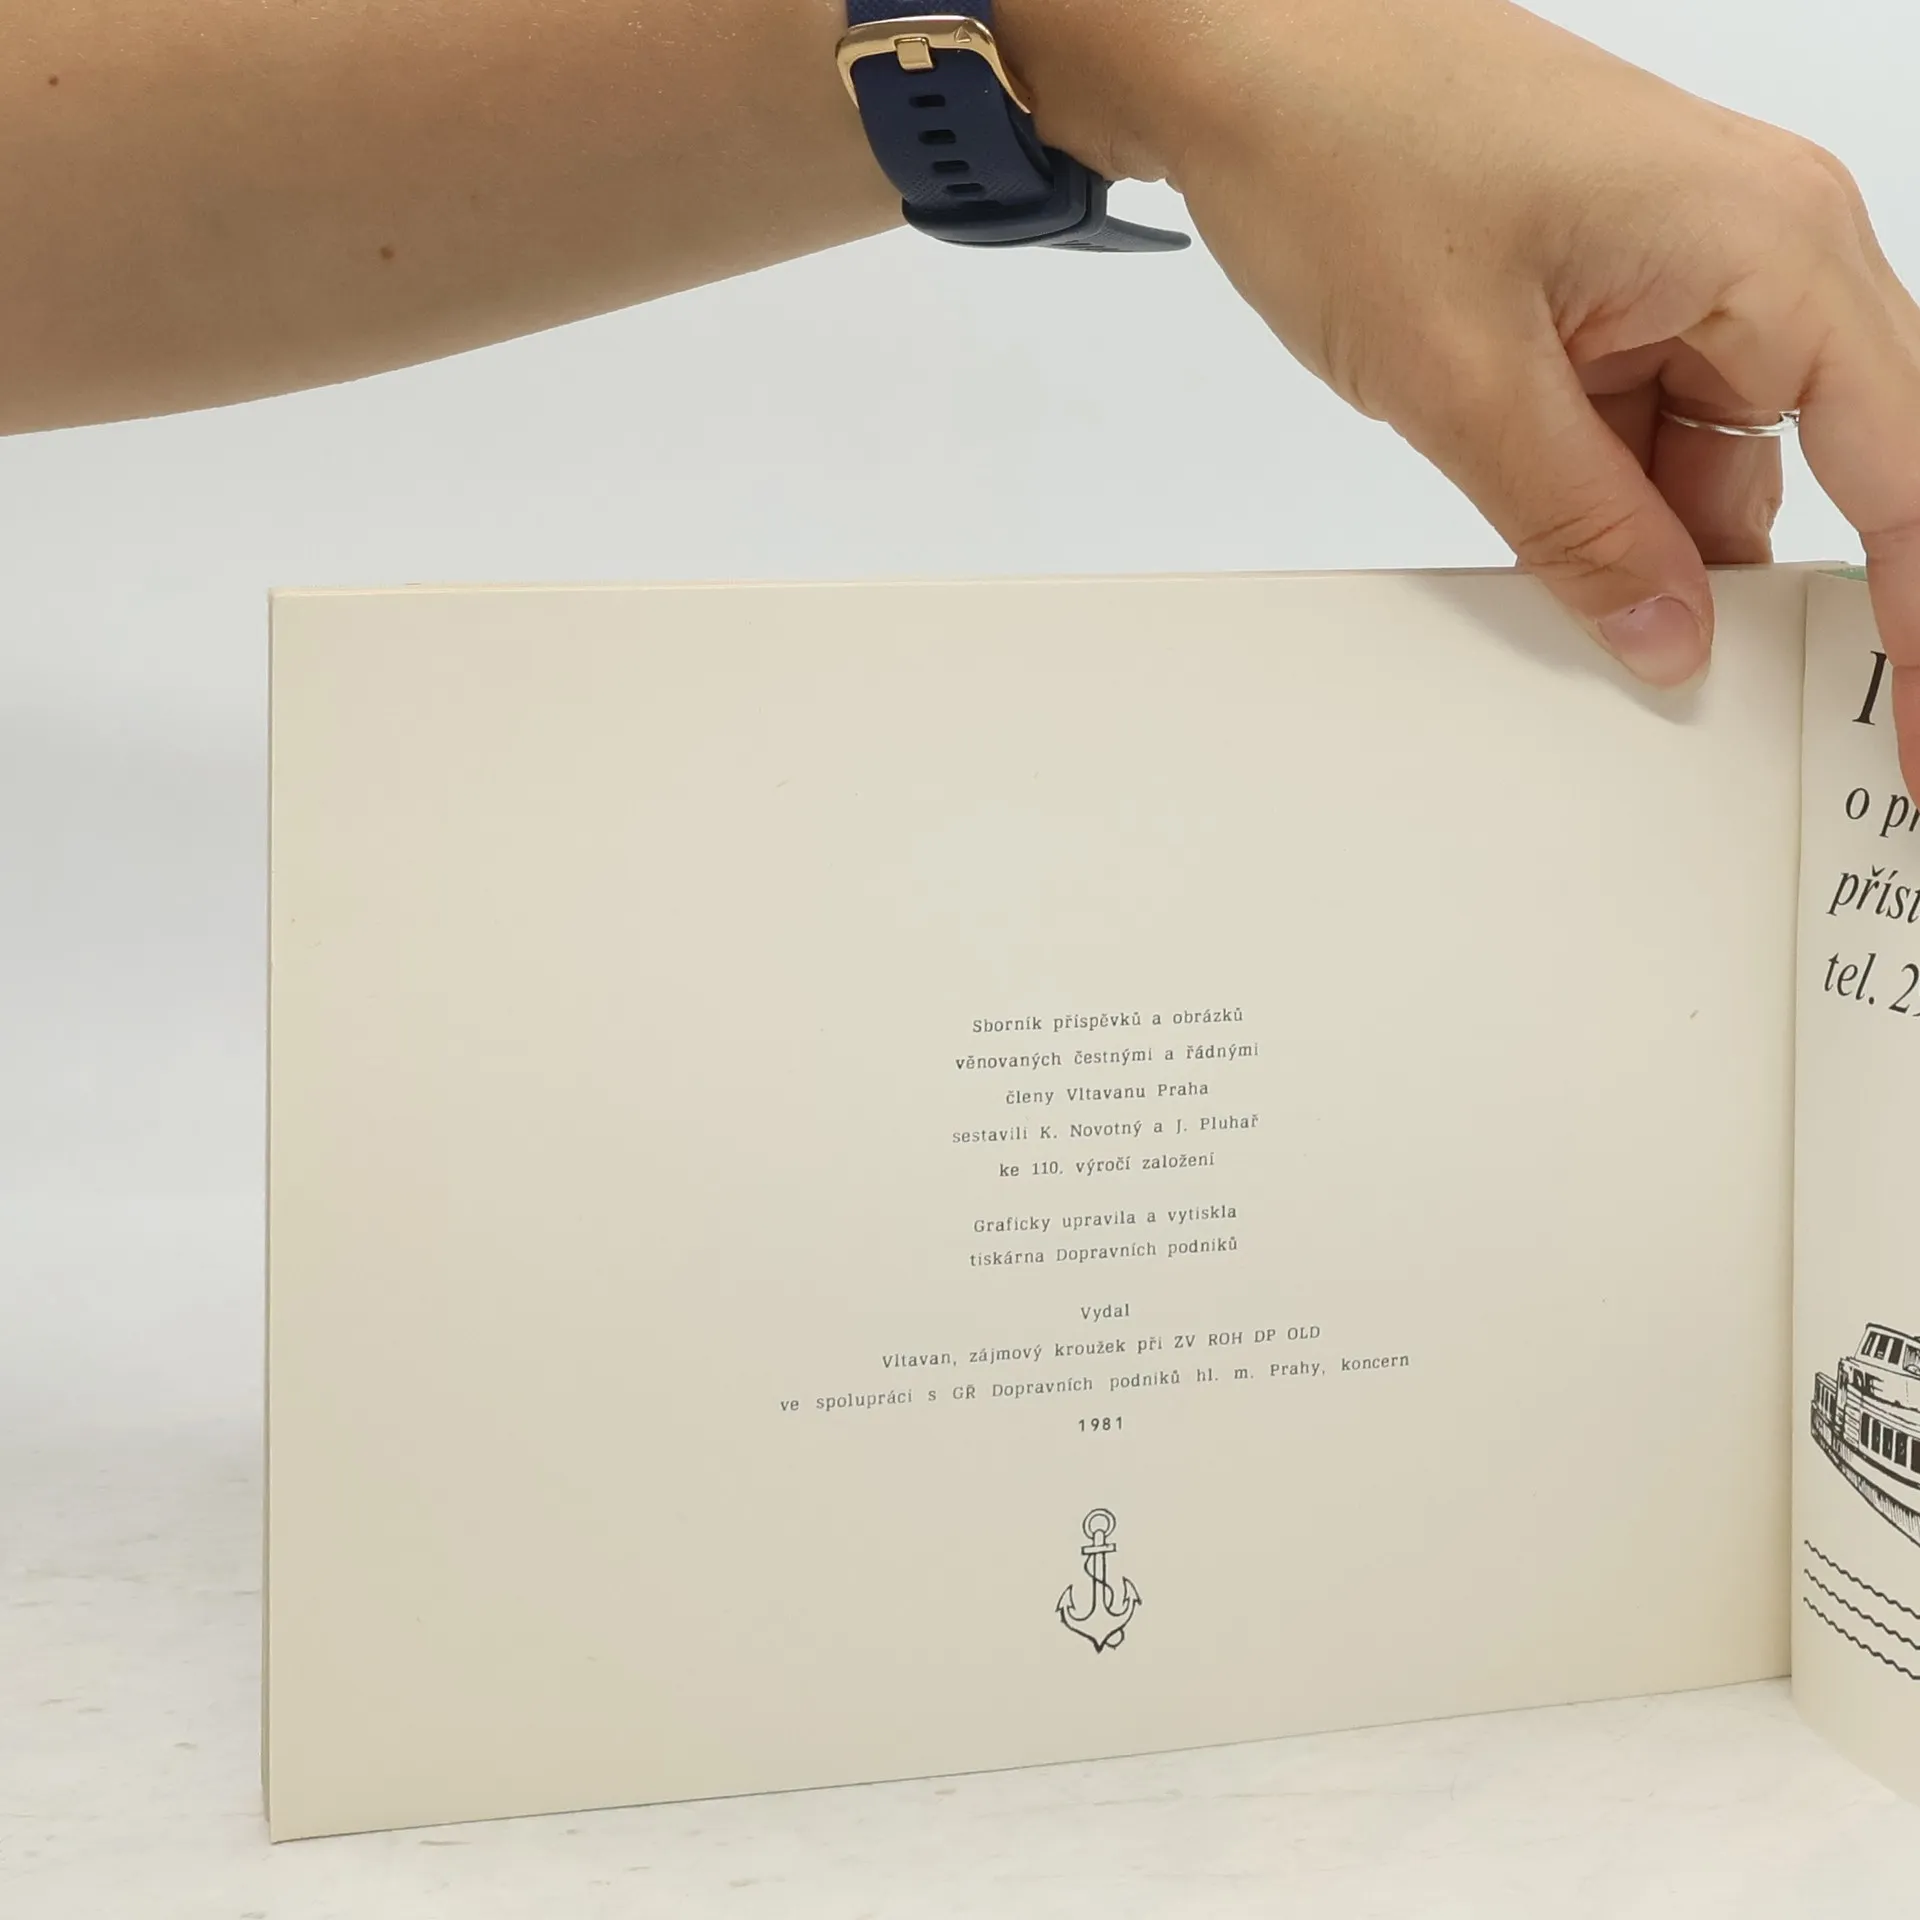 Sborník příspěvků a obrázků
věnovaných čestnými a řádnými
členy Vltavanu Praha
sestavili K. Novotný a J. Pluhař
ke 110. výročí založení
Graficky upravila a vytiskla
tiskárna Dopravních podniků
Vydal
Vltavan, zájmový kroužek při ZV ROH DP OLD
ve spolupráci s GŘ Dopravních podniků hl. m. Prahy, koncern
1981
o
tel. 2